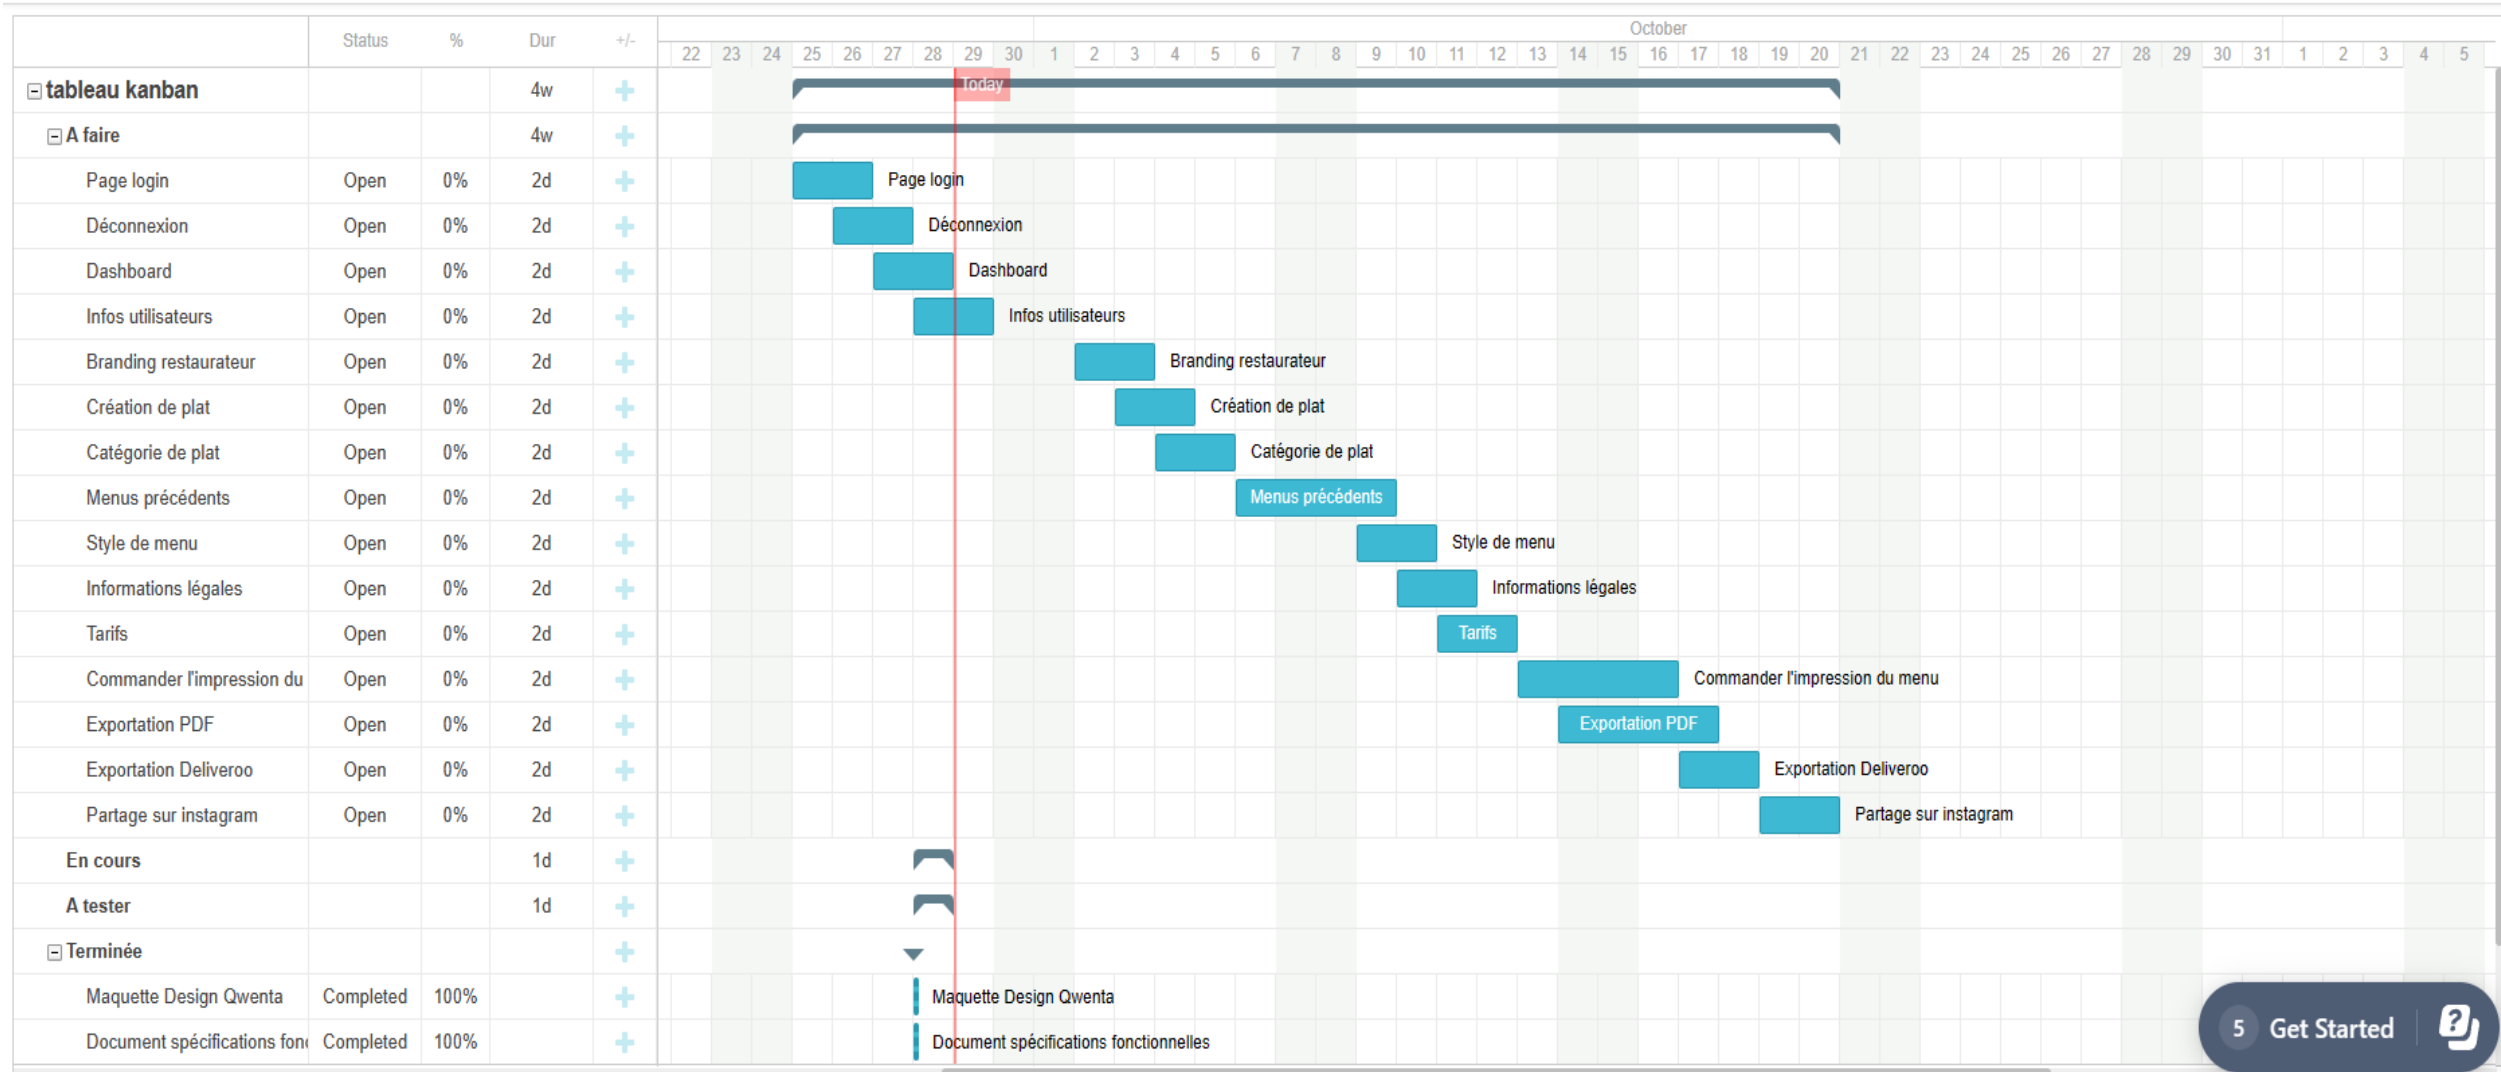 October
Status % Dur +/- 22 23 24 25 26 27 28 29 30 1 2 3 4 5 6 7 8 9 10 11 12 13 14 15 16 17 18 19 20 21 22 23 24 25 26 27 28 29 30 31 1 2 3 4 5
tableau kanban 4w Today
A faire 4w
Page login Open 0% 2d Page login
Déconnexion Open 0% 2d Déconnexion
Dashboard Open 0% 2d Dashboard
Infos utilisateurs Open 0% 2d Infos utilisateurs
Branding restaurateur Open 0% 2d Branding restaurateur
Création de plat Open 0% 2d Création de plat
Catégorie de plat Open 0% 2d Catégorie de plat
Menus précédents Open 0% 2d Menus précédents
Style de menu Open 0% 2d Style de menu
Informations légales Open 0% 2d Informations légales
Tarifs Open 0% 2d Tarifs
Commander l'impression du Open 0% 2d Commander l'impression du menu
Exportation PDF Open 0% 2d Exportation PDF
Exportation Deliveroo Open 0% 2d Exportation Deliveroo
Partage sur instagram Open 0% 2d Partage sur instagram
En cours 1d
A tester 1d
Terminée
Maquette Design Qwenta Completed 100% Maquette Design Qwenta
Document spécifications fonc Completed 100% Document spécifications fonctionnelles
5 Get Started ?